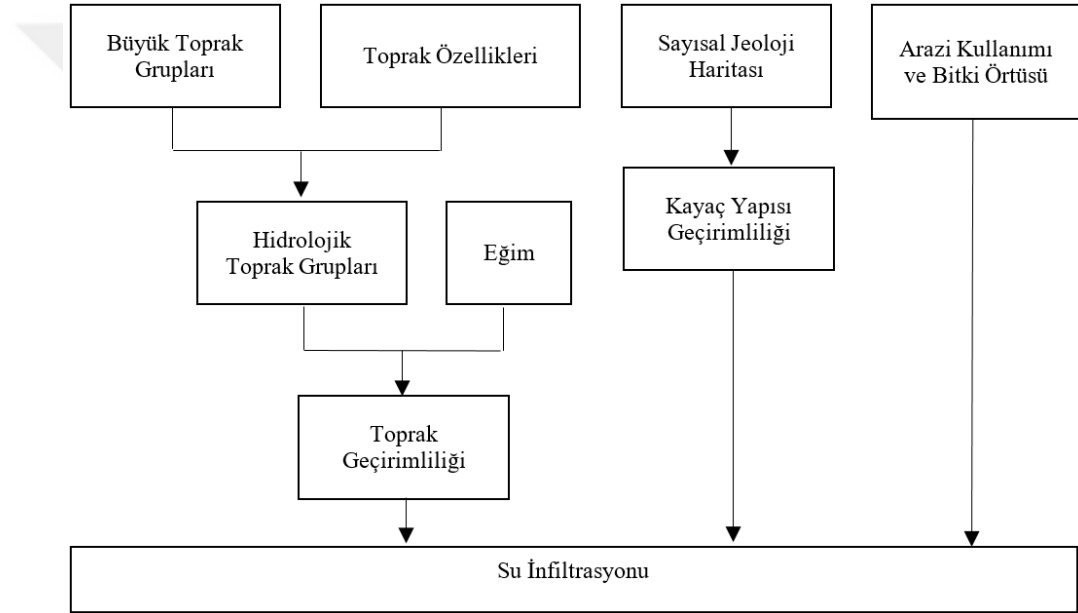 Büyük Toprak
Grupları
Toprak Özellikleri
Sayısal Jeoloji
Haritası
Arazi Kullanımı
ve Bitki Örtüsü
Hidrolojik
Toprak Grupları
Eğim
Kayaç Yapısı
Geçirimliliği
Toprak
Geçirimliliği
Su İnfiltrasyonu